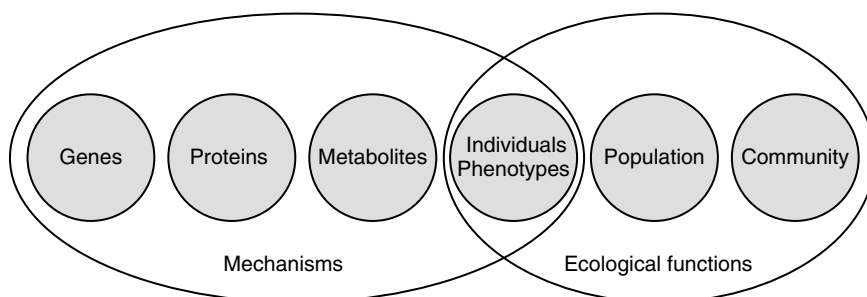 Genes
Proteins
Metabolites
Individuals
Phenotypes
Population
Community
Mechanisms
Ecological functions